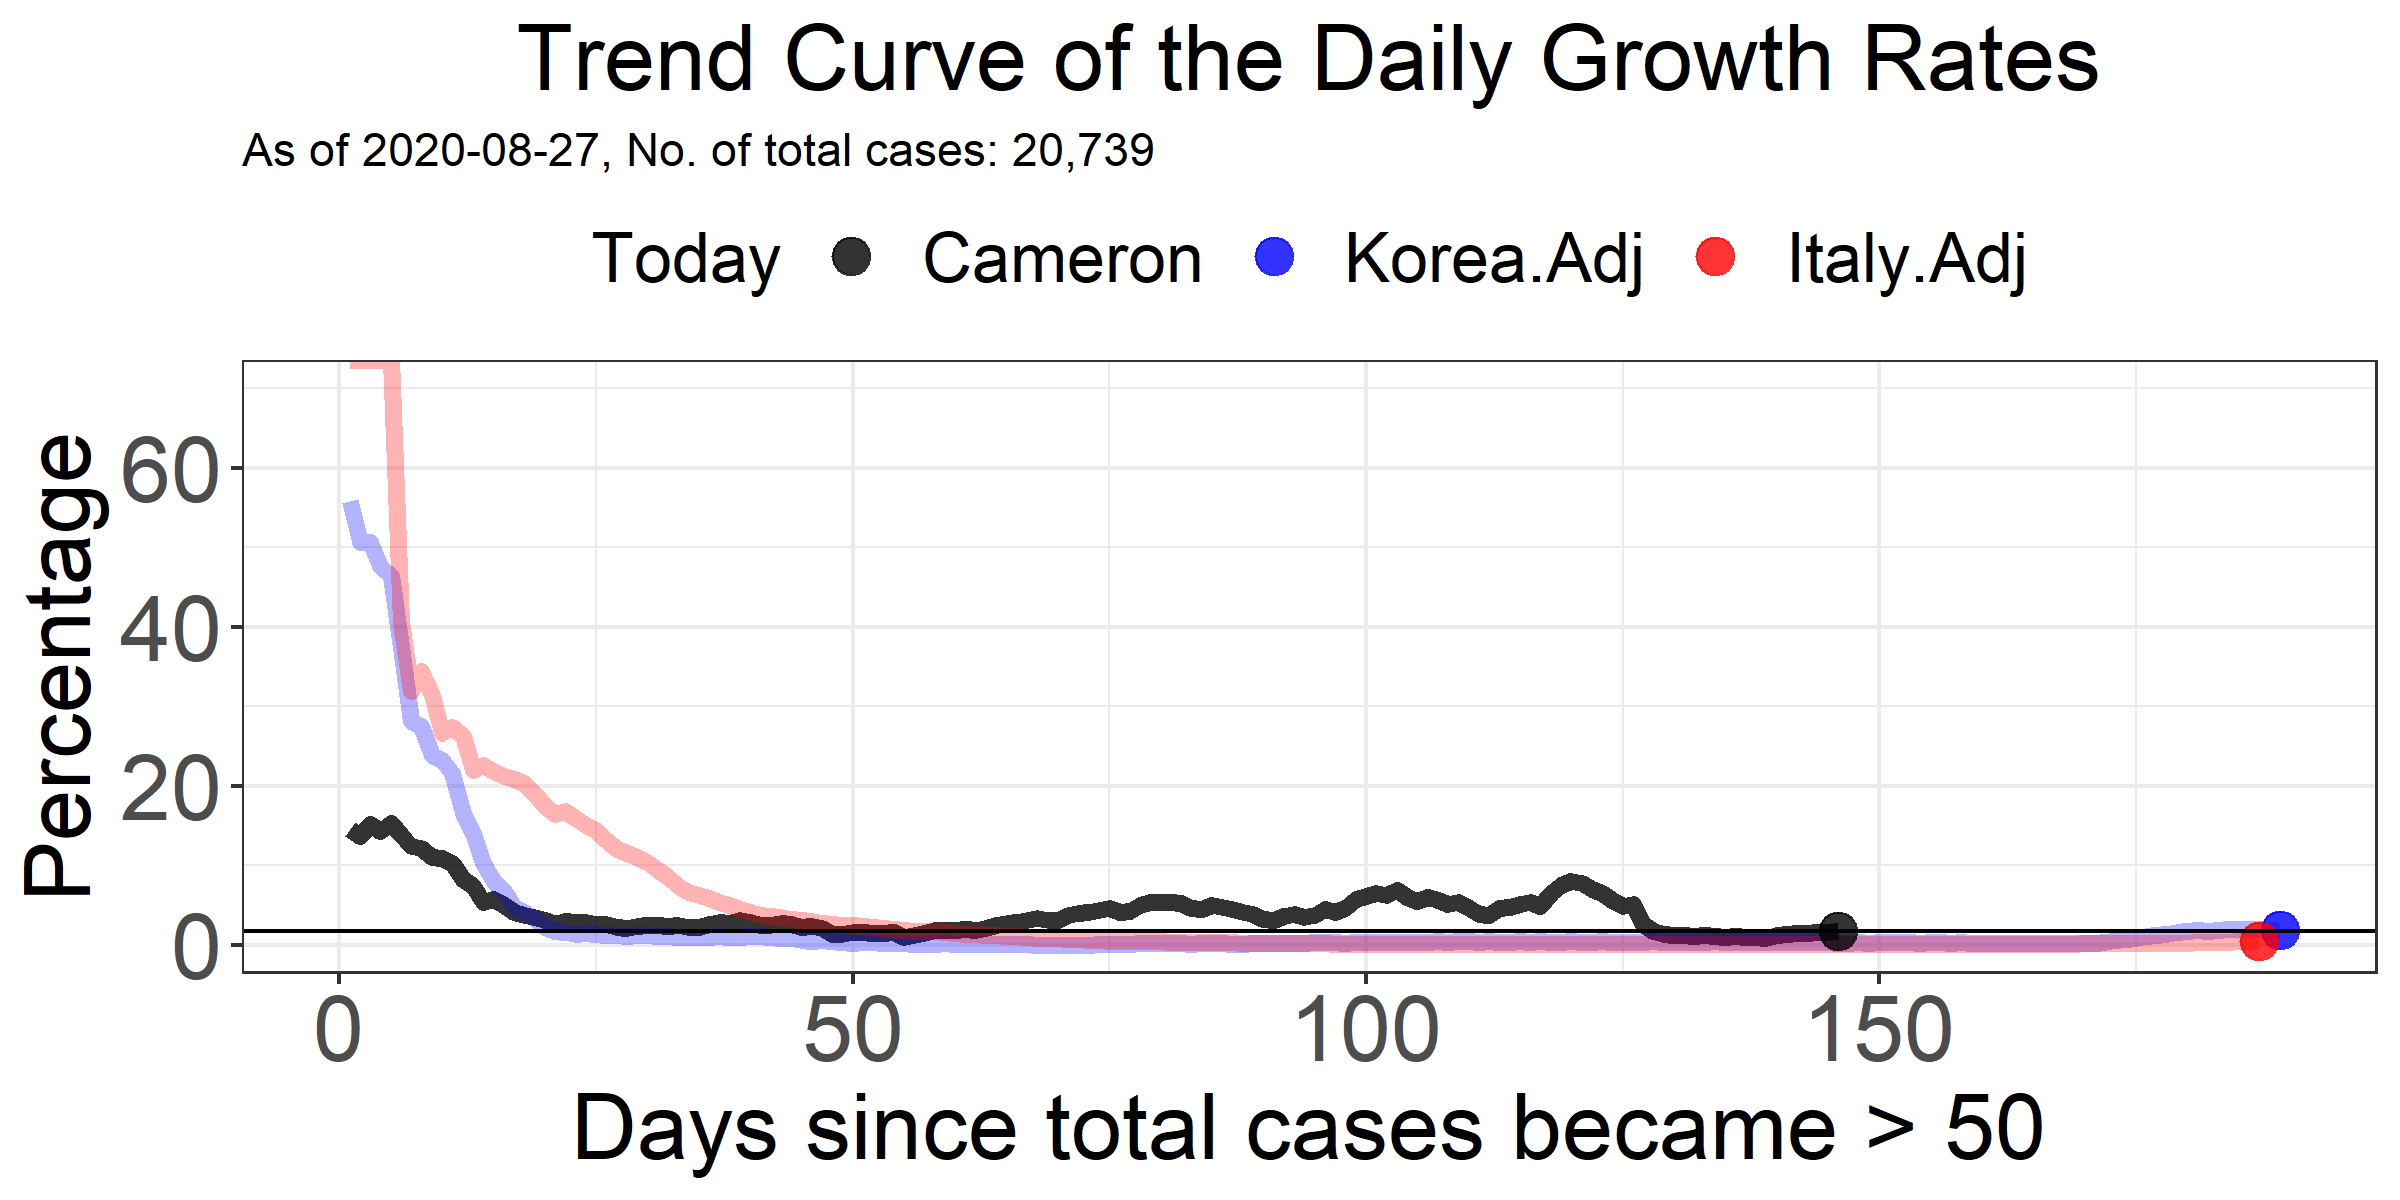 Trend Curve of the Daily Growth Rates
As of 2020-08-27, No. of total cases: 20,739
Today Cameron Korea.Adj Italy.Adj
Percentage
60
40
20
0
0 50 100 150
Days since total cases became > 50